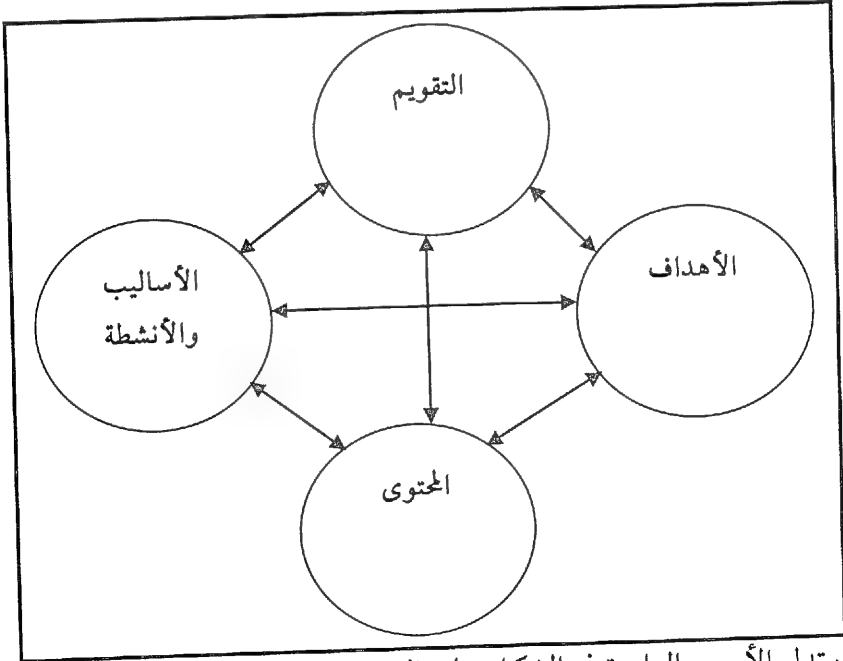 التقويم
الأهداف
الأساليب
والأنشطة
المحتوى